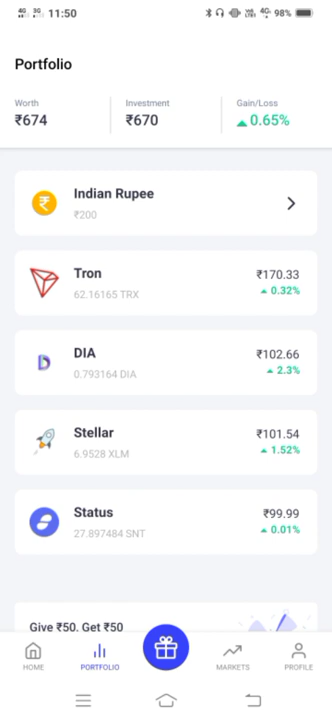 4G 3G 11:50 4G 98%
Portfolio
Worth Investment Gain/Loss
₹674 ₹670 0.65%
Indian Rupee
₹200
Tron ₹170.33
62.16165 TRX 0.32%
DIA ₹102.66
0.793164 DIA 2.3%
Stellar ₹101.54
6.9528 XLM 1.52%
Status ₹99.99
27.897484 SNT 0.01%
Give ₹50, Get ₹50
HOME PORTFOLIO MARKETS PROFILE